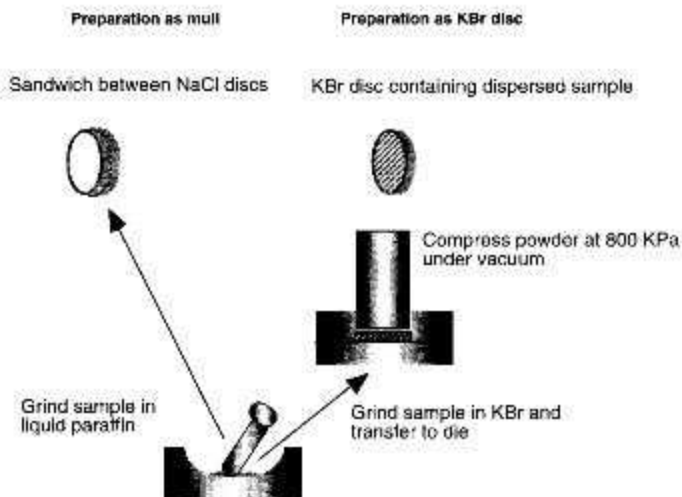 Preparation as mull
Preparation as KBr disc
Sandwich between NaCl discs
KBr disc containing dispersed sample
Compress powder at 800 KPa
under vacuum
Grind sample in
liquid paraffin
Grind sample in KBr and
transfer to die